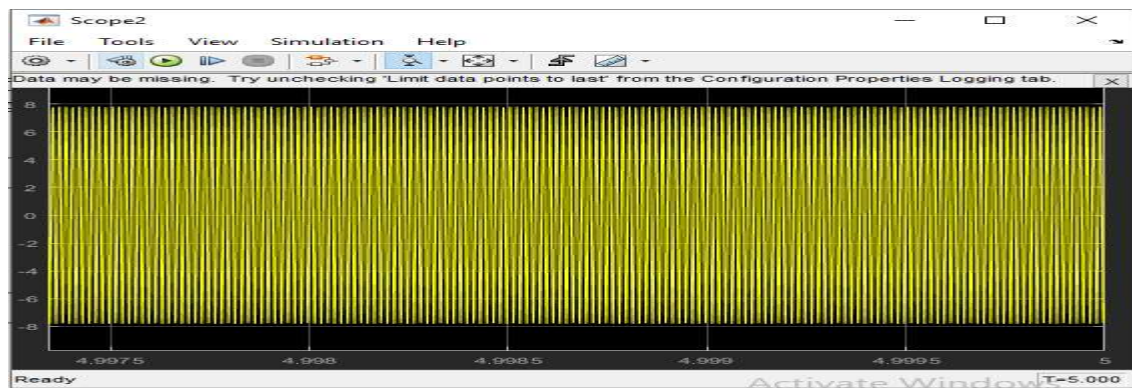 Scope2
File Tools View Simulation Help
Data may be missing. Try unchecking 'Limit data points to last' from the Configuration Properties Logging tab.
8
6
4
2
0
-2
-4
-6
-8
4.9975 4.998 4.9985 4.999 4.9995 5
Ready Activate Windows T=5.000